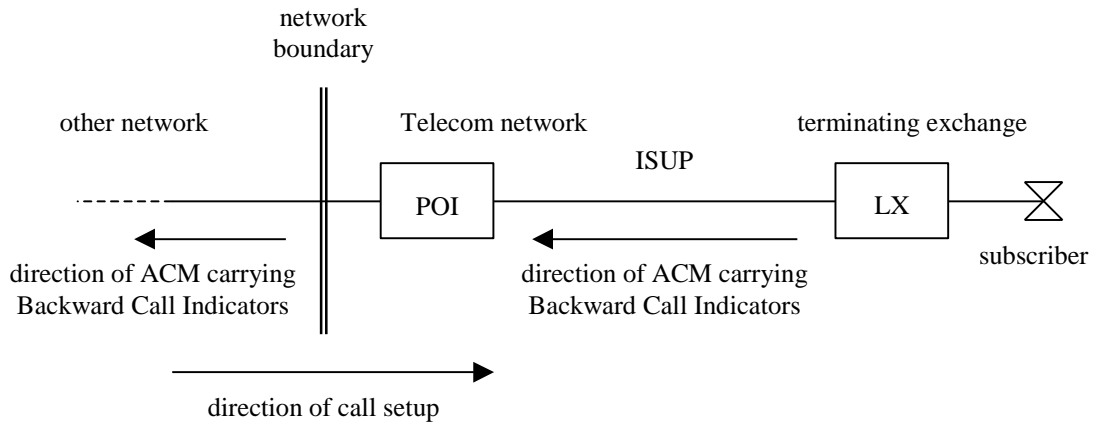 network
boundary
other network
Telecom network
terminating exchange
ISUP
POI
LX
subscriber
direction of ACM carrying
Backward Call Indicators
direction of ACM carrying
Backward Call Indicators
direction of call setup